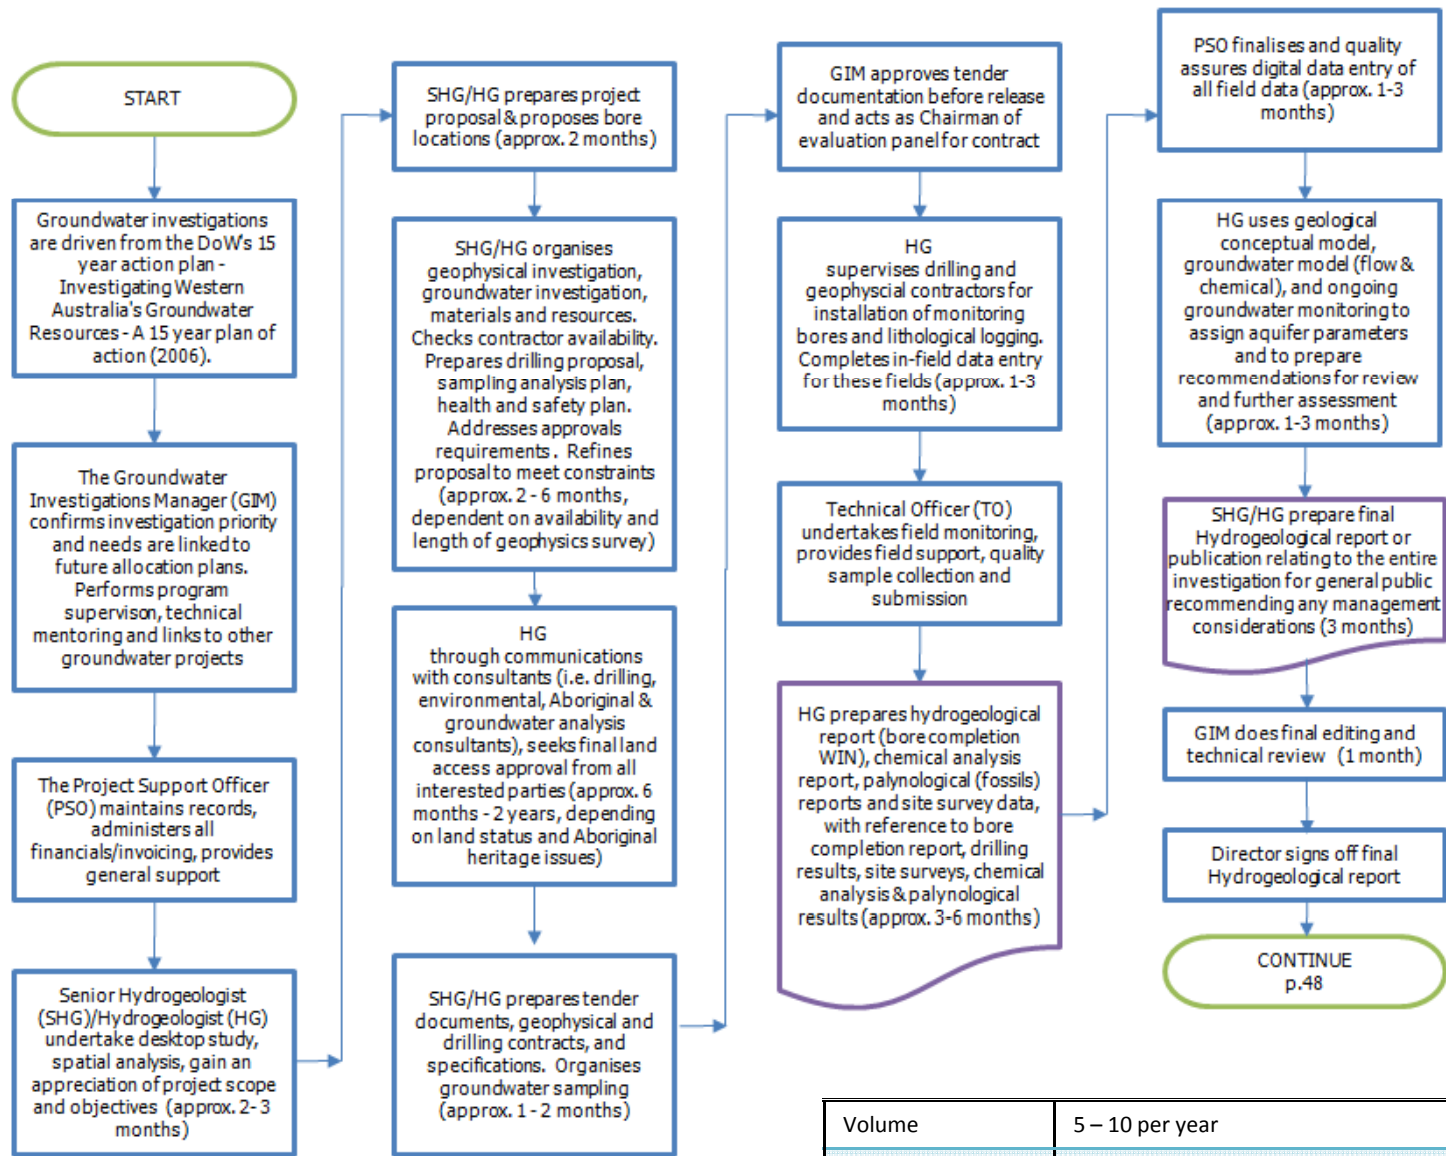 START
Groundwater investigations
are driven from the DoW's 15
year action plan -
Investigating Western
Australia's Groundwater
Resources - A 15 year plan of
action (2006).
The Groundwater
Investigations Manager (GIM)
confirms investigation priority
and needs are linked to
future allocation plans.
Performs program
supervison, technical
mentoring and links to other
groundwater projects
The Project Support Officer
(PSO) maintains records,
administers all
financials/invoicing, provides
general support
Senior Hydrogeologist
(SHG)/Hydrogeologist (HG)
undertake desktop study,
spatial analysis, gain an
appreciation of project scope
and objectives (approx. 2- 3
months)
SHG/HG prepares project
proposal & proposes bore
locations (approx. 2 months)
SHG/HG organises
geophysical investigation,
groundwater investigation,
materials and resources.
Checks contractor availability.
Prepares drilling proposal,
sampling analysis plan,
health and safety plan.
Addresses approvals
requirements. Refines
proposal to meet constraints
(approx. 2 - 6 months,
dependent on availability and
length of geophysics survey)
HG
through communications
with consultants (i.e. drilling,
environmental, Aboriginal &
groundwater analysis
consultants), seeks final land
access approval from all
interested parties (approx. 6
months - 2 years, depending
on land status and Aboriginal
heritage issues)
SHG/HG prepares tender
documents, geophysical and
drilling contracts, and
specifications. Organises
groundwater sampling
(approx. 1 - 2 months)
GIM approves tender
documentation before release
and acts as Chairman of
evaluation panel for contract
HG
supervises drilling and
geophyscial contractors for
installation of monitoring
bores and lithological logging.
Completes in-field data entry
for these fields (approx. 1-3
months)
Technical Officer (TO)
undertakes field monitoring,
provides field support, quality
sample collection and
submission
HG prepares hydrogeological
report (bore completion
WIN), chemical analysis
report, palynological (fossils)
reports and site survey data,
with reference to bore
completion report, drilling
results, site surveys, chemical
analysis & palynological
results (approx. 3-6 months)
PSO finalises and quality
assures digital data entry of
all field data (approx. 1-3
months)
HG uses geological
conceptual model,
groundwater model (flow &
chemical), and ongoing
groundwater monitoring to
assign aquifer parameters
and to prepare
recommendations for review
and further assessment
(approx. 1-3 months)
SHG/HG prepare final
Hydrogeological report or
publication relating to the entire
investigation for general public
recommending any management
considerations (3 months)
GIM does final editing and
technical review (1 month)
Director signs off final
Hydrogeological report
CONTINUE
p.48
Volume 5 – 10 per year